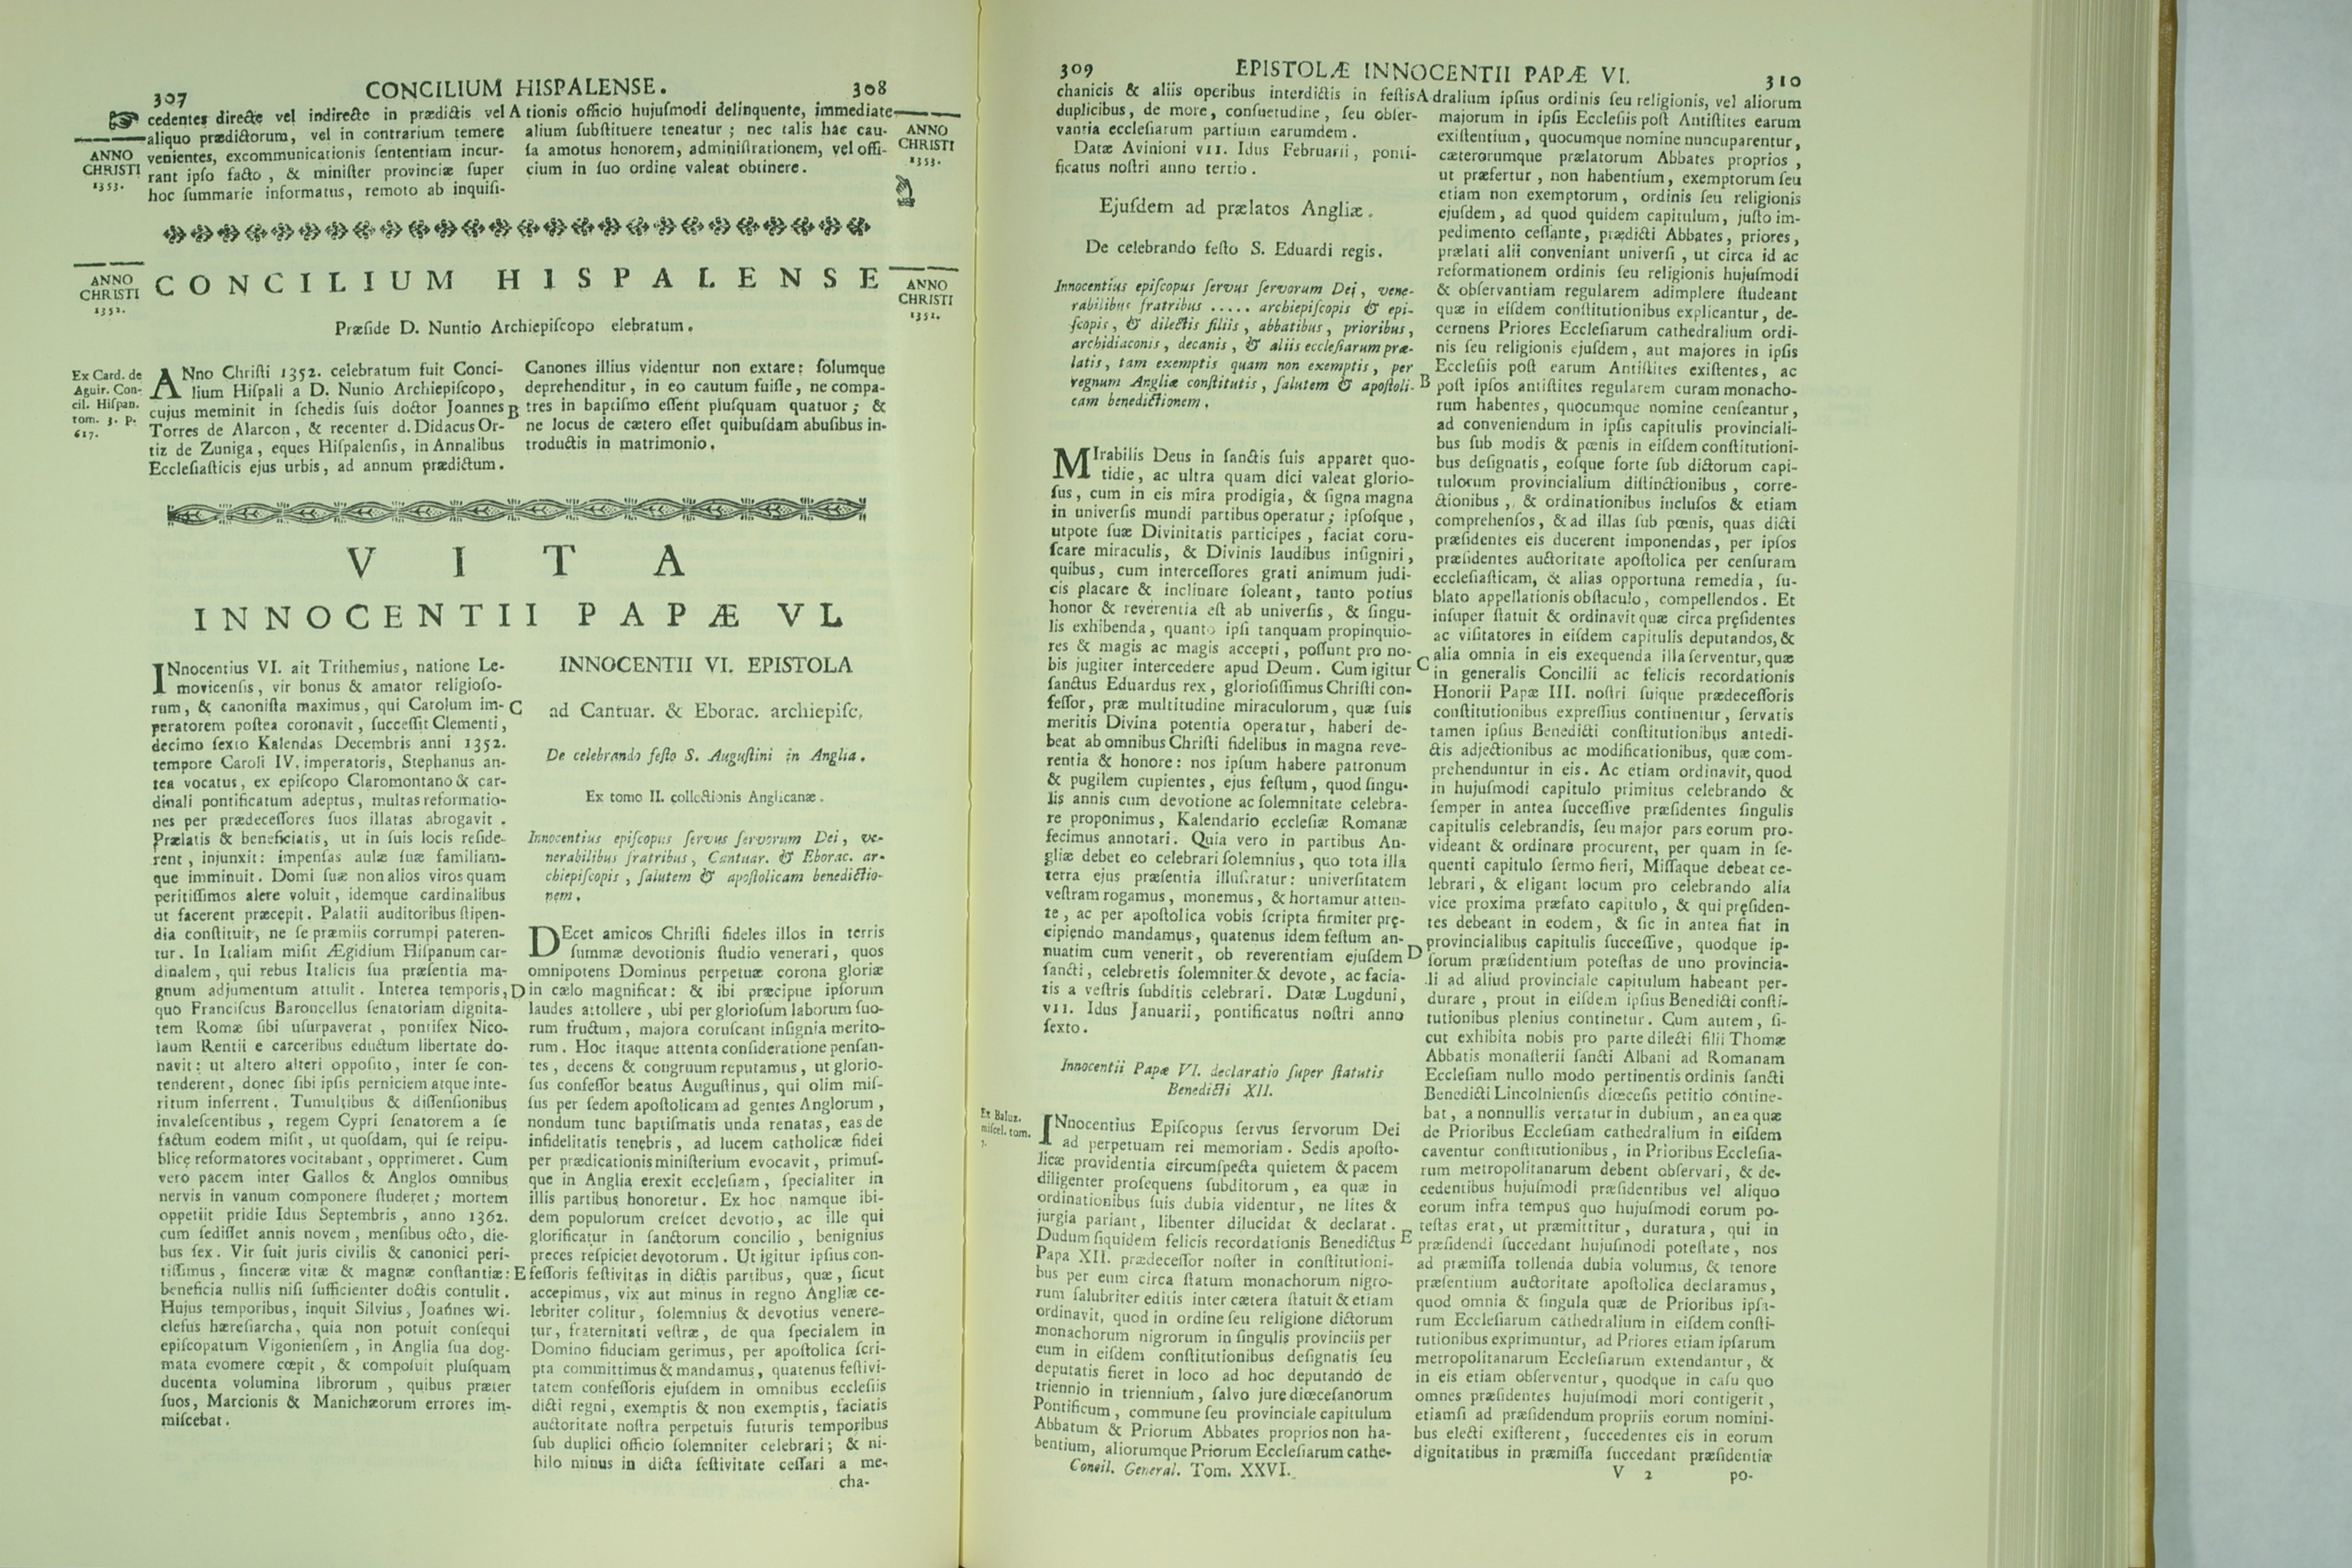 307
CONCILIUM HISPALENSE.
308
cedentes directe vel indirecte in prædictis vel
aliquo prædictorum, vel in contrarium temere
venientes, excommunicationis ſententiam incur-
rant ipſo facto, & miniſter provinciæ ſuper
hoc ſummarie informatus, remoto ab inquiſi-
ANNO
CHRISTI
1353.
A
tionis officio hujuſmodi delinquente, immediate
alium ſubſtituere teneatur; nec talis hac cau-
ſa amotus honorem, adminiſtrationem, vel offi-
cium in ſuo ordine valeat obtinere.
ANNO
CHRISTI
1353.
ANNO
CHRISTI
1352.
CONCILIUM HISPALENSE
ANNO
CHRISTI
1352.
Præſide D. Nuntio Archiepiſcopo elebratum.
Ex Card. de
Aguir. Con-
cil. Hiſpan.
tom. 3. p.
617.
ANno Chriſti 1352. celebratum fuit Conci-
lium Hiſpali a D. Nunio Archiepiſcopo,
cujus meminit in ſchedis ſuis doctor Joannes
Torres de Alarcon, & recenter d. Didacus Or-
tiz de Zuniga, eques Hiſpalenſis, in Annalibus
Eccleſiaſticis ejus urbis, ad annum prædictum.
B
Canones illius videntur non extare: ſolumque
deprehenditur, in eo cautum fuiſſe, ne compa-
tres in baptiſmo eſſent pluſquam quatuor; &
ne locus de cætero eſſet quibuſdam abuſibus in-
troductis in matrimonio.
VITA
INNOCENTII PAPÆ VI.
INnocentius VI. ait Trithemius, natione Le-
movicenſis, vir bonus & amator religioſo-
rum, & canoniſta maximus, qui Carolum im-
peratorem poſtea coronavit, ſucceſſit Clementi,
decimo ſexto Kalendas Decembris anni 1352.
tempore Caroli IV. imperatoris, Stephanus an-
tea vocatus, ex epiſcopo Claromontano & car-
dinali pontificatum adeptus, multas reformatio-
nes per prædeceſſores ſuos illatas abrogavit.
Prælatis & beneficiatis, ut in ſuis locis reſide-
rent, injunxit: impenſas aulæ ſuæ familiam-
que imminuit. Domi ſuæ non alios viros quam
peritiſſimos alere voluit, idemque cardinalibus
ut facerent præcepit. Palatii auditoribus ſtipen-
dia conſtituit, ne ſe præmiis corrumpi pateren-
tur. In Italiam miſit Ægidium Hiſpanum car-
dinalem, qui rebus Italicis ſua præſentia ma-
gnum adjumentum attulit. Interea temporis,
quo Franciſcus Baroncellus ſenatoriam dignita-
tem Romæ ſibi uſurpaverat, pontifex Nico-
laum Rentii e carceribus eductum libertate do-
navit: ut altero alteri oppoſito, inter ſe con-
tenderent, donec ſibi ipſis perniciem atque inte-
ritum inferrent. Tumultibus & diſſenſionibus
invaleſcentibus, regem Cypri ſenatorem a ſe
factum eodem miſit, ut quoſdam, qui ſe reipu-
blicę reformatores vocitabant, opprimeret. Cum
vero pacem inter Gallos & Anglos omnibus
nervis in vanum componere ſtuderet; mortem
oppetiit pridie Idus Septembris, anno 1362.
cum ſediſſet annis novem, menſibus octo, die-
bus ſex. Vir fuit juris civilis & canonici peri-
tiſſimus, ſinceræ vitæ & magnæ conſtantiæ:
beneficia nullis niſi ſufficienter doctis contulit.
Hujus temporibus, inquit Silvius, Joannes Wi-
clefus hæreſiarcha, quia non potuit conſequi
epiſcopatum Vigonienſem, in Anglia ſua dog-
mata evomere cœpit, & compoſuit pluſquam
ducenta volumina librorum, quibus præter
ſuos, Marcionis & Manichæorum errores im-
miſcebat.
C
D
E
INNOCENTII VI. EPISTOLA
ad Cantuar. & Eborac. archiepiſc.
De celebrando feſto S. Auguſtini in Anglia.
Ex tomo II. collectionis Anglicanæ.
Innocentius epiſcopus ſervus ſervorum Dei, ve-
nerabilibus fratribus, Cantuar. & Eborac. ar-
chiepiſcopis, ſalutem & apoſtolicam benedictio-
nem.
DEcet amicos Chriſti fideles illos in terris
ſummæ devotionis ſtudio venerari, quos
omnipotens Dominus perpetuæ corona gloriæ
in cælo magnificat: & ibi præcipue ipſorum
laudes attollere, ubi per glorioſum laborum ſuo-
rum fructum, majora coruſcant inſignia merito-
rum. Hoc itaque attenta conſideratione penſan-
tes, decens & congruum reputamus, ut glorio-
ſus confeſſor beatus Auguſtinus, qui olim miſ-
ſus per ſedem apoſtolicam ad gentes Anglorum,
nondum tunc baptiſmatis unda renatas, eas de
infidelitatis tenebris, ad lucem catholicæ fidei
per prædicationis miniſterium evocavit, primuſ-
que in Anglia erexit eccleſiam, ſpecialiter in
illis partibus honoretur. Ex hoc namque ibi-
dem populorum creſcet devotio, ac ille qui
glorificatur in ſanctorum concilio, benignius
preces reſpiciet devotorum. Ut igitur ipſius con-
feſſoris feſtivitas in dictis partibus, quæ, ſicut
accepimus, vix aut minus in regno Angliæ ce-
lebriter colitur, ſolemnius & devotius venere-
tur, fraternitati veſtræ, de qua ſpecialem in
Domino fiduciam gerimus, per apoſtolica ſcri-
pta committimus & mandamus, quatenus feſtivi-
tatem confeſſoris ejuſdem in omnibus eccleſiis
dicti regni, exemptis & non exemptis, faciatis
auctoritate noſtra perpetuis futuris temporibus
ſub duplici officio ſolemniter celebrari; & ni-
hilo minus in dicta feſtivitate ceſſari a me-
cha-
309
EPISTOLÆ INNOCENTII PAPÆ VI.
310
chanicis & aliis operibus interdictis in feſtis
duplicibus, de more, conſuetudine, ſeu obſer-
vantia eccleſiarum partium earumdem.
Datæ Avinioni VII. Idus Februarii, ponti-
ficatus noſtri anno tertio.
Ejuſdem ad prælatos Angliæ.
De celebrando feſto S. Eduardi regis.
Innocentius epiſcopus ſervus ſervorum Dei, vene-
rabilibus fratribus ..... archiepiſcopis & epi-
ſcopis, & dilectis filiis, abbatibus, prioribus,
archidiaconis, decanis, & aliis eccleſiarum præ-
latis, tam exemptis quam non exemptis, per
regnum Angliæ conſtitutis, ſalutem & apoſtoli-
cam benedictionem.
MIrabilis Deus in ſanctis ſuis apparet quo-
tidie, ac ultra quam dici valeat glorio-
ſus, cum in eis mira prodigia, & ſigna magna
in univerſis mundi partibus operatur; ipſoſque,
utpote ſuæ Divinitatis participes, faciat coru-
ſcare miraculis, & Divinis laudibus inſigniri,
quibus, cum interceſſores grati animum judi-
cis placare & inclinare ſoleant, tanto potius
honor & reverentia eſt ab univerſis, & ſingu-
lis exhibenda, quanto ipſi tanquam propinquio-
res & magis ac magis accepti, poſſunt pro no-
bis jugiter intercedere apud Deum. Cum igitur
ſanctus Eduardus rex, glorioſiſſimus Chriſti con-
feſſor, præ multitudine miraculorum, quæ ſuis
meritis Divina potentia operatur, haberi de-
beat ab omnibus Chriſti fidelibus in magna reve-
rentia & honore: nos ipſum habere patronum
& pugilem cupientes, ejus feſtum, quod ſingu-
lis annis cum devotione ac ſolemnitate celebra-
re proponimus, Kalendario eccleſiæ Romanæ
fecimus annotari. Quia vero in partibus An-
gliæ debet eo celebrari ſolemnius, quo tota illa
terra ejus præſentia illuſtratur: univerſitatem
veſtram rogamus, monemus, & hortamur atten-
te, ac per apoſtolica vobis ſcripta firmiter prę-
cipiendo mandamus, quatenus idem feſtum an-
nuatim cum venerit, ob reverentiam ejuſdem
ſancti, celebretis ſolemniter & devote, ac facia-
tis a veſtris ſubditis celebrari. Datæ Lugduni,
VII. Idus Januarii, pontificatus noſtri anno
ſexto.
Innocentii Papæ VI. declaratio ſuper ſtatutis
Benedicti XII.
Ex Baluz.
miſcel. tom.
7.
INnocentius Epiſcopus ſervus ſervorum Dei
ad perpetuam rei memoriam. Sedis apoſto-
licæ providentia circumſpecta quietem & pacem
diligenter proſequens ſubditorum, ea quæ in
ordinationibus ſuis dubia videntur, ne lites &
jurgia pariant, libenter dilucidat & declarat.
Dudum ſiquidem felicis recordationis Benedictus
Papa XII. prædeceſſor noſter in conſtitutioni-
bus per eum circa ſtatum monachorum nigro-
rum ſalubriter editis inter cætera ſtatuit & etiam
ordinavit, quod in ordine ſeu religione dictorum
monachorum nigrorum in ſingulis provinciis per
eum in eiſdem conſtitutionibus deſignatis ſeu
deputatis fieret in loco ad hoc deputando de
triennio in triennium, ſalvo jure diœceſanorum
Pontificum, commune ſeu provinciale capitulum
Abbatum & Priorum Abbates proprios non ha-
bentium, aliorumque Priorum Eccleſiarum cathe-
Concil. General. Tom. XXVI.
A
B
C
D
E
dralium ipſius ordinis ſeu religionis, vel aliorum
majorum in ipſis Eccleſiis poſt Antiſtites earum
exiſtentium, quocumque nomine nuncuparentur,
cæterorumque prælatorum Abbates proprios,
ut præfertur, non habentium, exemptorum ſeu
etiam non exemptorum, ordinis ſeu religionis
ejuſdem, ad quod quidem capitulum, juſto im-
pedimento ceſſante, prædicti Abbates, priores,
prælati alii conveniant univerſi, ut circa id ac
reformationem ordinis ſeu religionis hujuſmodi
& obſervantiam regularem adimplere ſtudeant
quæ in eiſdem conſtitutionibus explicantur, de-
cernens Priores Eccleſiarum cathedralium ordi-
nis ſeu religionis ejuſdem, aut majores in ipſis
Eccleſiis poſt earum Antiſtites exiſtentes, ac
poſt ipſos antiſtites regularem curam monacho-
rum habentes, quocumque nomine cenſeantur,
ad conveniendum in ipſis capitulis provinciali-
bus ſub modis & pœnis in eiſdem conſtitutioni-
bus deſignatis, eoſque forte ſub dictorum capi-
tulorum provincialium diſtinctionibus, corre-
ctionibus, & ordinationibus incluſos & etiam
comprehenſos, & ad illas ſub pœnis, quas dicti
præſidentes eis ducerent imponendas, per ipſos
præſidentes auctoritate apoſtolica per cenſuram
eccleſiaſticam, & alias opportuna remedia, ſu-
blato appellationis obſtaculo, compellendos. Et
inſuper ſtatuit & ordinavit quæ circa pręſidentes
ac viſitatores in eiſdem capitulis deputandos, &
alia omnia in eis exequenda illa ſerventur, quæ
in generalis Concilii ac felicis recordationis
Honorii Papæ III. noſtri ſuique prædeceſſoris
conſtitutionibus expreſſius continentur, ſervatis
tamen ipſius Benedicti conſtitutionibus antedi-
ctis adjectionibus ac modificationibus, quæ com-
prehenduntur in eis. Ac etiam ordinavit, quod
in hujuſmodi capitulo primitus celebrando &
ſemper in antea ſucceſſive præſidentes ſingulis
capitulis celebrandis, ſeu major pars eorum pro-
videant & ordinare procurent, per quam in ſe-
quenti capitulo ſermo fieri, Miſſaque debeat ce-
lebrari, & eligant locum pro celebrando alia
vice proxima præfato capitulo, & qui pręſiden-
tes debeant in eodem, & ſic in antea fiat in
provincialibus capitulis ſucceſſive, quodque ip-
ſorum præſidentium poteſtas de uno provincia-
li ad aliud provinciale capitulum habeant per-
durare, prout in eiſdem ipſius Benedicti conſti-
tutionibus plenius continetur. Cum autem, ſi-
cut exhibita nobis pro parte dilecti filii Thomæ
Abbatis monaſterii ſancti Albani ad Romanam
Eccleſiam nullo modo pertinentis ordinis ſancti
Benedicti Lincolnienſis diœceſis petitio contine-
bat, a nonnullis vertatur in dubium, an ea quæ
de Prioribus Eccleſiam cathedralium in eiſdem
caventur conſtitutionibus, in Prioribus Eccleſia-
rum metropolitanarum debent obſervari, & de-
cedentibus hujuſmodi præſidentibus vel aliquo
eorum infra tempus quo hujuſmodi eorum po-
teſtas erat, ut præmittitur, duratura, qui in
præſidendi ſuccedant hujuſmodi poteſtate, nos
ad præmiſſa tollenda dubia volumus, & tenore
præſentium auctoritate apoſtolica declaramus,
quod omnia & ſingula quæ de Prioribus ipſa-
rum Eccleſiarum cathedralium in eiſdem conſti-
tutionibus exprimuntur, ad Priores etiam ipſarum
metropolitanarum Eccleſiarum extendantur, &
in eis etiam obſerventur, quodque in caſu quo
omnes præſidentes hujuſmodi mori contigerit,
etiamſi ad præſidendum propriis eorum nomini-
bus electi exiſterent, ſuccedentes eis in eorum
dignitatibus in præmiſſa ſuccedant præſidentiæ
V 2
po-